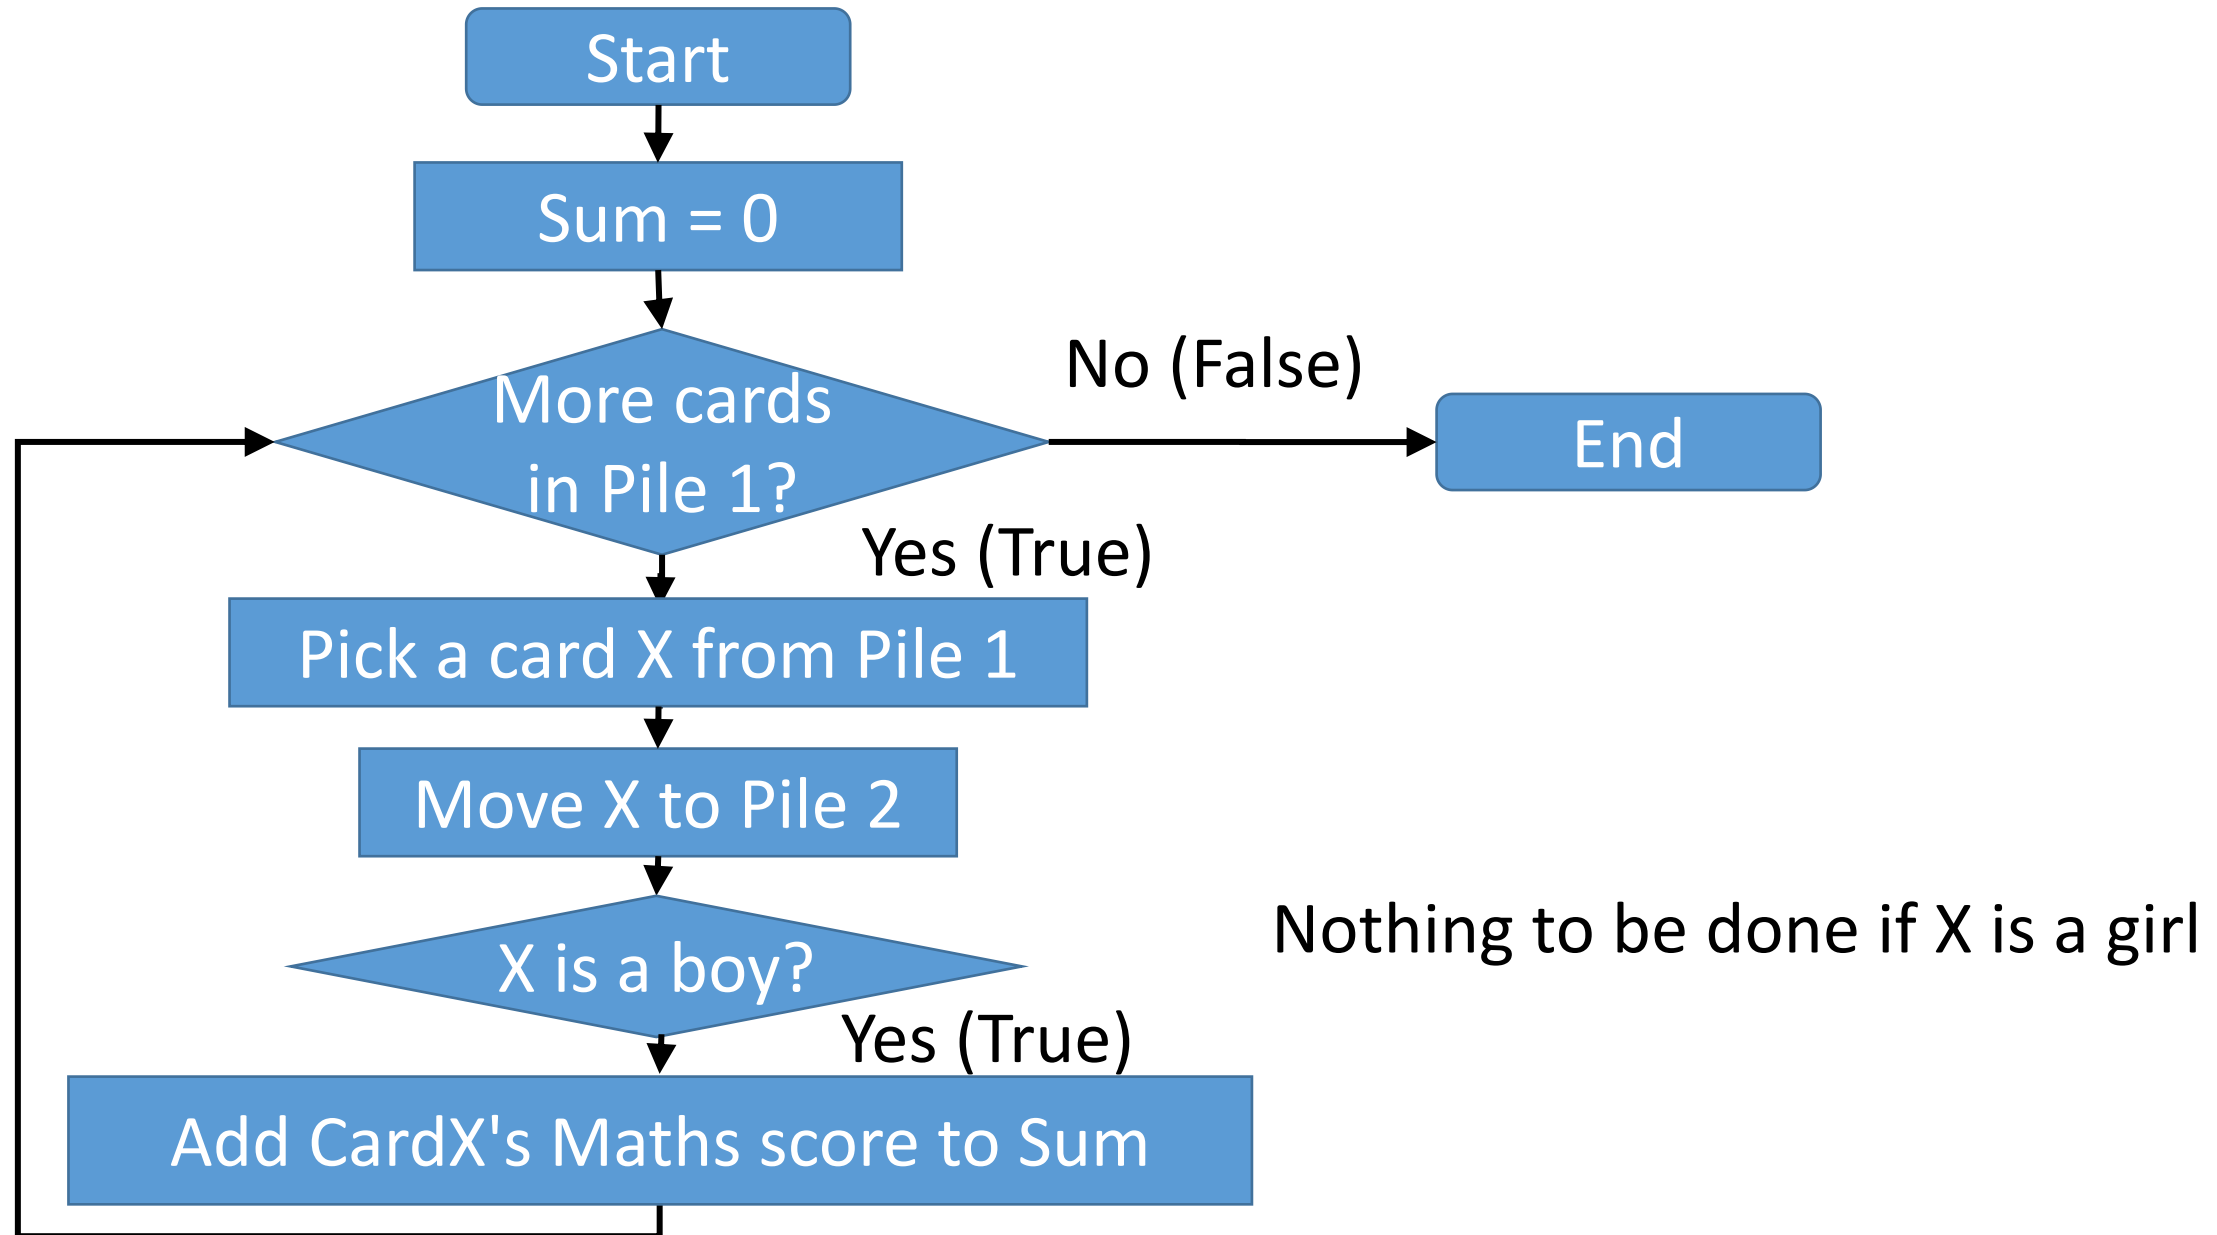 Start
Sum = 0
More cards
in Pile 1?
No (False)
End
Yes (True)
Pick a card X from Pile 1
Move X to Pile 2
X is a boy?
Nothing to be done if X is a girl
Yes (True)
Add CardX's Maths score to Sum